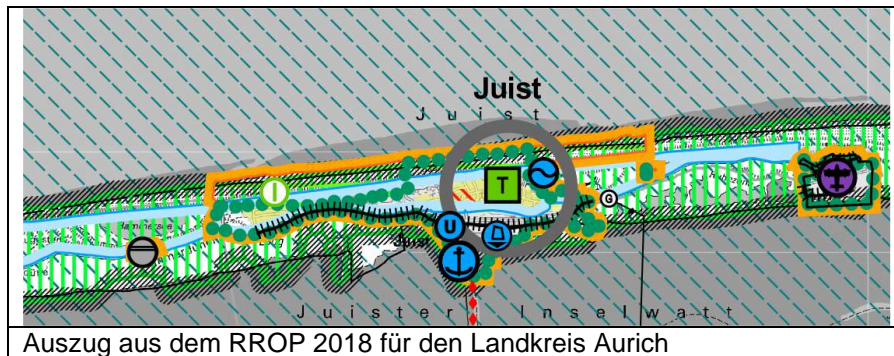 Juist
J u i s t
T
G
U
Juist
J u i s t e r I n s e l w a t t
Auszug aus dem RROP 2018 für den Landkreis Aurich